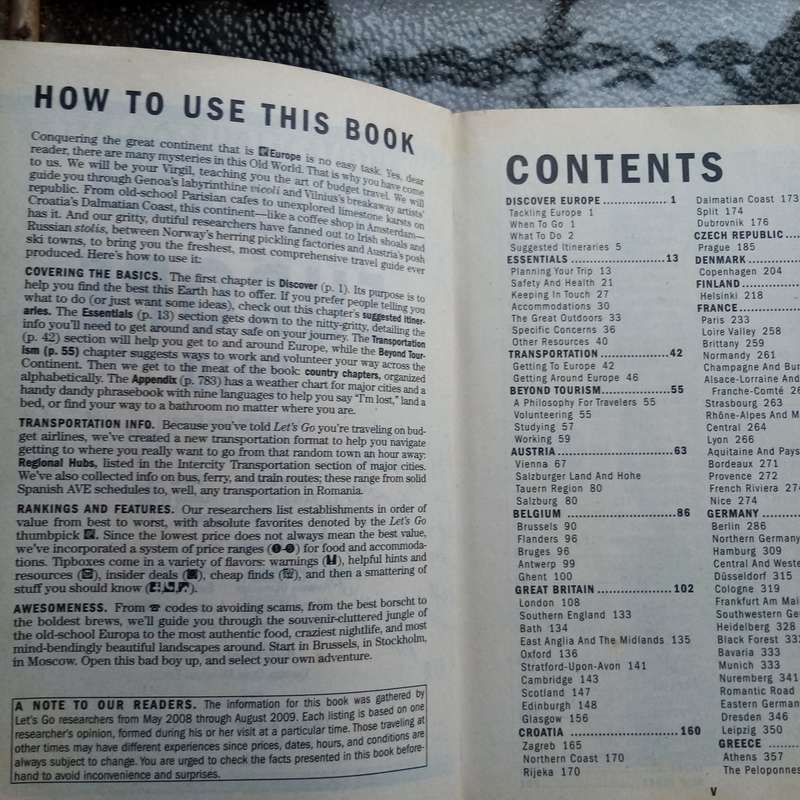 HOW TO USE THIS BOOK
Conquering the great continent that is Europe is no easy task. Yes, dear
reader, there are many mysteries in this Old World. That is why you have come
to us. We will be your Virgil, teaching you the art of budget travel. We will
guide you through Genoa's labyrinthine vicoli and Vilnius's breakaway artists'
republic. From old-school Parisian cafes to unexplored limestone karsts on
Croatia's Dalmatian Coast, this continent—like a coffee shop in Amsterdam—
has it. And our gritty, dutiful researchers have fanned out to Irish shoals and
Russian stolis, between Norway's herring pickling factories and Austria's posh
ski towns, to bring you the freshest, most comprehensive travel guide ever
produced. Here's how to use it:
COVERING THE BASICS. The first chapter is Discover (p. 1). Its purpose is to
help you find the best this Earth has to offer. If you prefer people telling you
what to do (or just want some ideas), check out this chapter's suggested itiner-
aries. The Essentials (p. 13) section gets down to the nitty-gritty, detailing the
info you'll need to get around and stay safe on your journey. The Transportation
(p. 42) section will help you get to and around Europe, while the Beyond Tour-
ism (p. 55) chapter suggests ways to work and volunteer your way across the
Continent. Then we get to the meat of the book: country chapters, organized
alphabetically. The Appendix (p. 783) has a weather chart for major cities and a
handy dandy phrasebook with nine languages to help you say "I'm lost," land a
bed, or find your way to a bathroom no matter where you are.
TRANSPORTATION INFO. Because you've told Let's Go you're traveling on bud-
get airlines, we've created a new transportation format to help you navigate
getting to where you really want to go from that random town an hour away:
Regional Hubs, listed in the Intercity Transportation section of major cities.
We've also collected info on bus, ferry, and train routes; these range from solid
Spanish AVE schedules to, well, any transportation in Romania.
RANKINGS AND FEATURES. Our researchers list establishments in order of
value from best to worst, with absolute favorites denoted by the Let's Go
thumbpick. Since the lowest price does not always mean the best value,
we've incorporated a system of price ranges (❶-❺) for food and accommoda-
tions. Tipboxes come in a variety of flavors: warnings, helpful hints and
resources, insider deals, cheap finds, and then a smattering of
stuff you should know.
AWESOMENESS. From ☎ codes to avoiding scams, from the best borscht to
the boldest brews, we'll guide you through the souvenir-cluttered jungle of
the old-school Europa to the most authentic food, craziest nightlife, and most
mind-bendingly beautiful landscapes around. Start in Brussels, in Stockholm,
in Moscow. Open this bad boy up, and select your own adventure.
A NOTE TO OUR READERS. The information for this book was gathered by
Let's Go researchers from May 2008 through August 2009. Each listing is based on one
researcher's opinion, formed during his or her visit at a particular time. Those traveling at
other times may have different experiences since prices, dates, hours, and conditions are
always subject to change. You are urged to check the facts presented in this book before-
hand to avoid inconvenience and surprises.
CONTENTS
DISCOVER EUROPE................ 1
Tackling Europe 1
When To Go 1
What To Do 2
Suggested Itineraries 5
ESSENTIALS .......................13
Planning Your Trip 13
Safety And Health 21
Keeping In Touch 27
Accommodations 30
The Great Outdoors 33
Specific Concerns 36
Other Resources 40
TRANSPORTATION.................42
Getting To Europe 42
Getting Around Europe 46
BEYOND TOURISM................55
A Philosophy For Travelers 55
Volunteering 55
Studying 57
Working 59
AUSTRIA............................63
Vienna 67
Salzburger Land And Hohe
Tauern Region 80
Salzburg 80
BELGIUM ..........................86
Brussels 90
Flanders 96
Bruges 96
Antwerp 99
Ghent 100
GREAT BRITAIN..................102
London 108
Southern England 133
Bath 134
East Anglia And The Midlands 135
Oxford 136
Stratford-Upon-Avon 141
Cambridge 143
Scotland 147
Edinburgh 148
Glasgow 156
CROATIA ..........................160
Zagreb 165
Northern Coast 170
Rijeka 170
Dalmatian Coast 173
Split 174
Dubrovnik 176
CZECH REPUBLIC....
Prague 185
DENMARK
Copenhagen 204
FINLAND
Helsinki 218
FRANCE
Paris 233
Loire Valley 258
Brittany 259
Normandy 261
Champagne And
Alsace-Lorraine And
Franche-Comté
Strasbourg 263
Rhône-Alpes And
Central 264
Lyon 266
Aquitaine And
Bordeaux 271
Provence 272
French Riviera
Nice 274
GERMANY
Berlin 286
Northern Germany
Hamburg 309
Central And
Düsseldorf 315
Cologne 319
Frankfurt Am
Southwestern
Heidelberg 328
Black Forest
Bavaria 333
Munich 333
Nuremberg 341
Romantic Road
Eastern
Dresden 346
Leipzig 350
GREECE
Athens 357
The
V